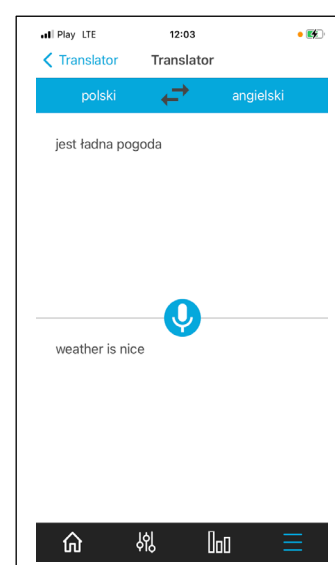 Play LTE 12:03
Translator Translator
polski angielski
jest ładna pogoda
weather is nice